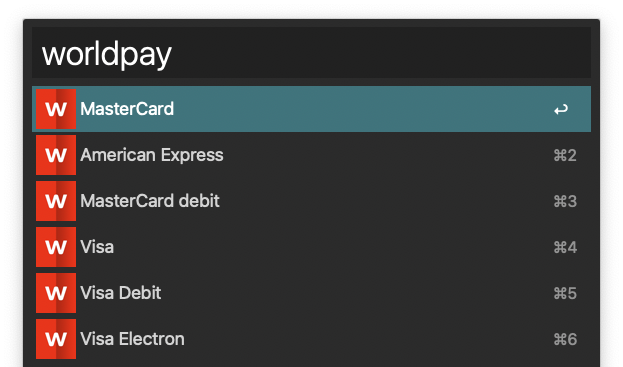 worldpay
W MasterCard ↩
W American Express ⌘2
W MasterCard debit ⌘3
W Visa ⌘4
W Visa Debit ⌘5
W Visa Electron ⌘6